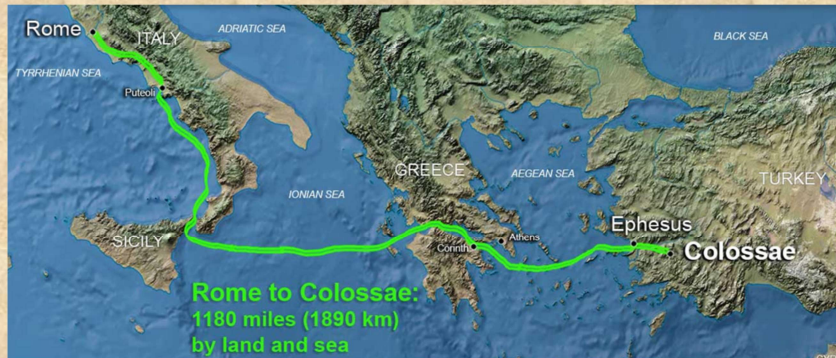 Rome
ITALY
ADRIATIC SEA
BLACK SEA
TYRRHENIAN SEA
Puteoli
GREECE
AEGEAN SEA
TURKEY
IONIAN SEA
SICILY
Corinth
Athens
Ephesus
Colossae
Rome to Colossae:
1180 miles (1890 km)
by land and sea